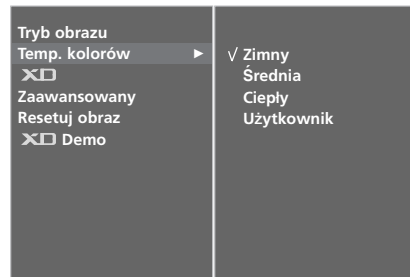 Tryb obrazu
Temp. kolorów ►
XD
Zaawansowany
Resetuj obraz
XD Demo
√ Zimny
Średnia
Ciepły
Użytkownik